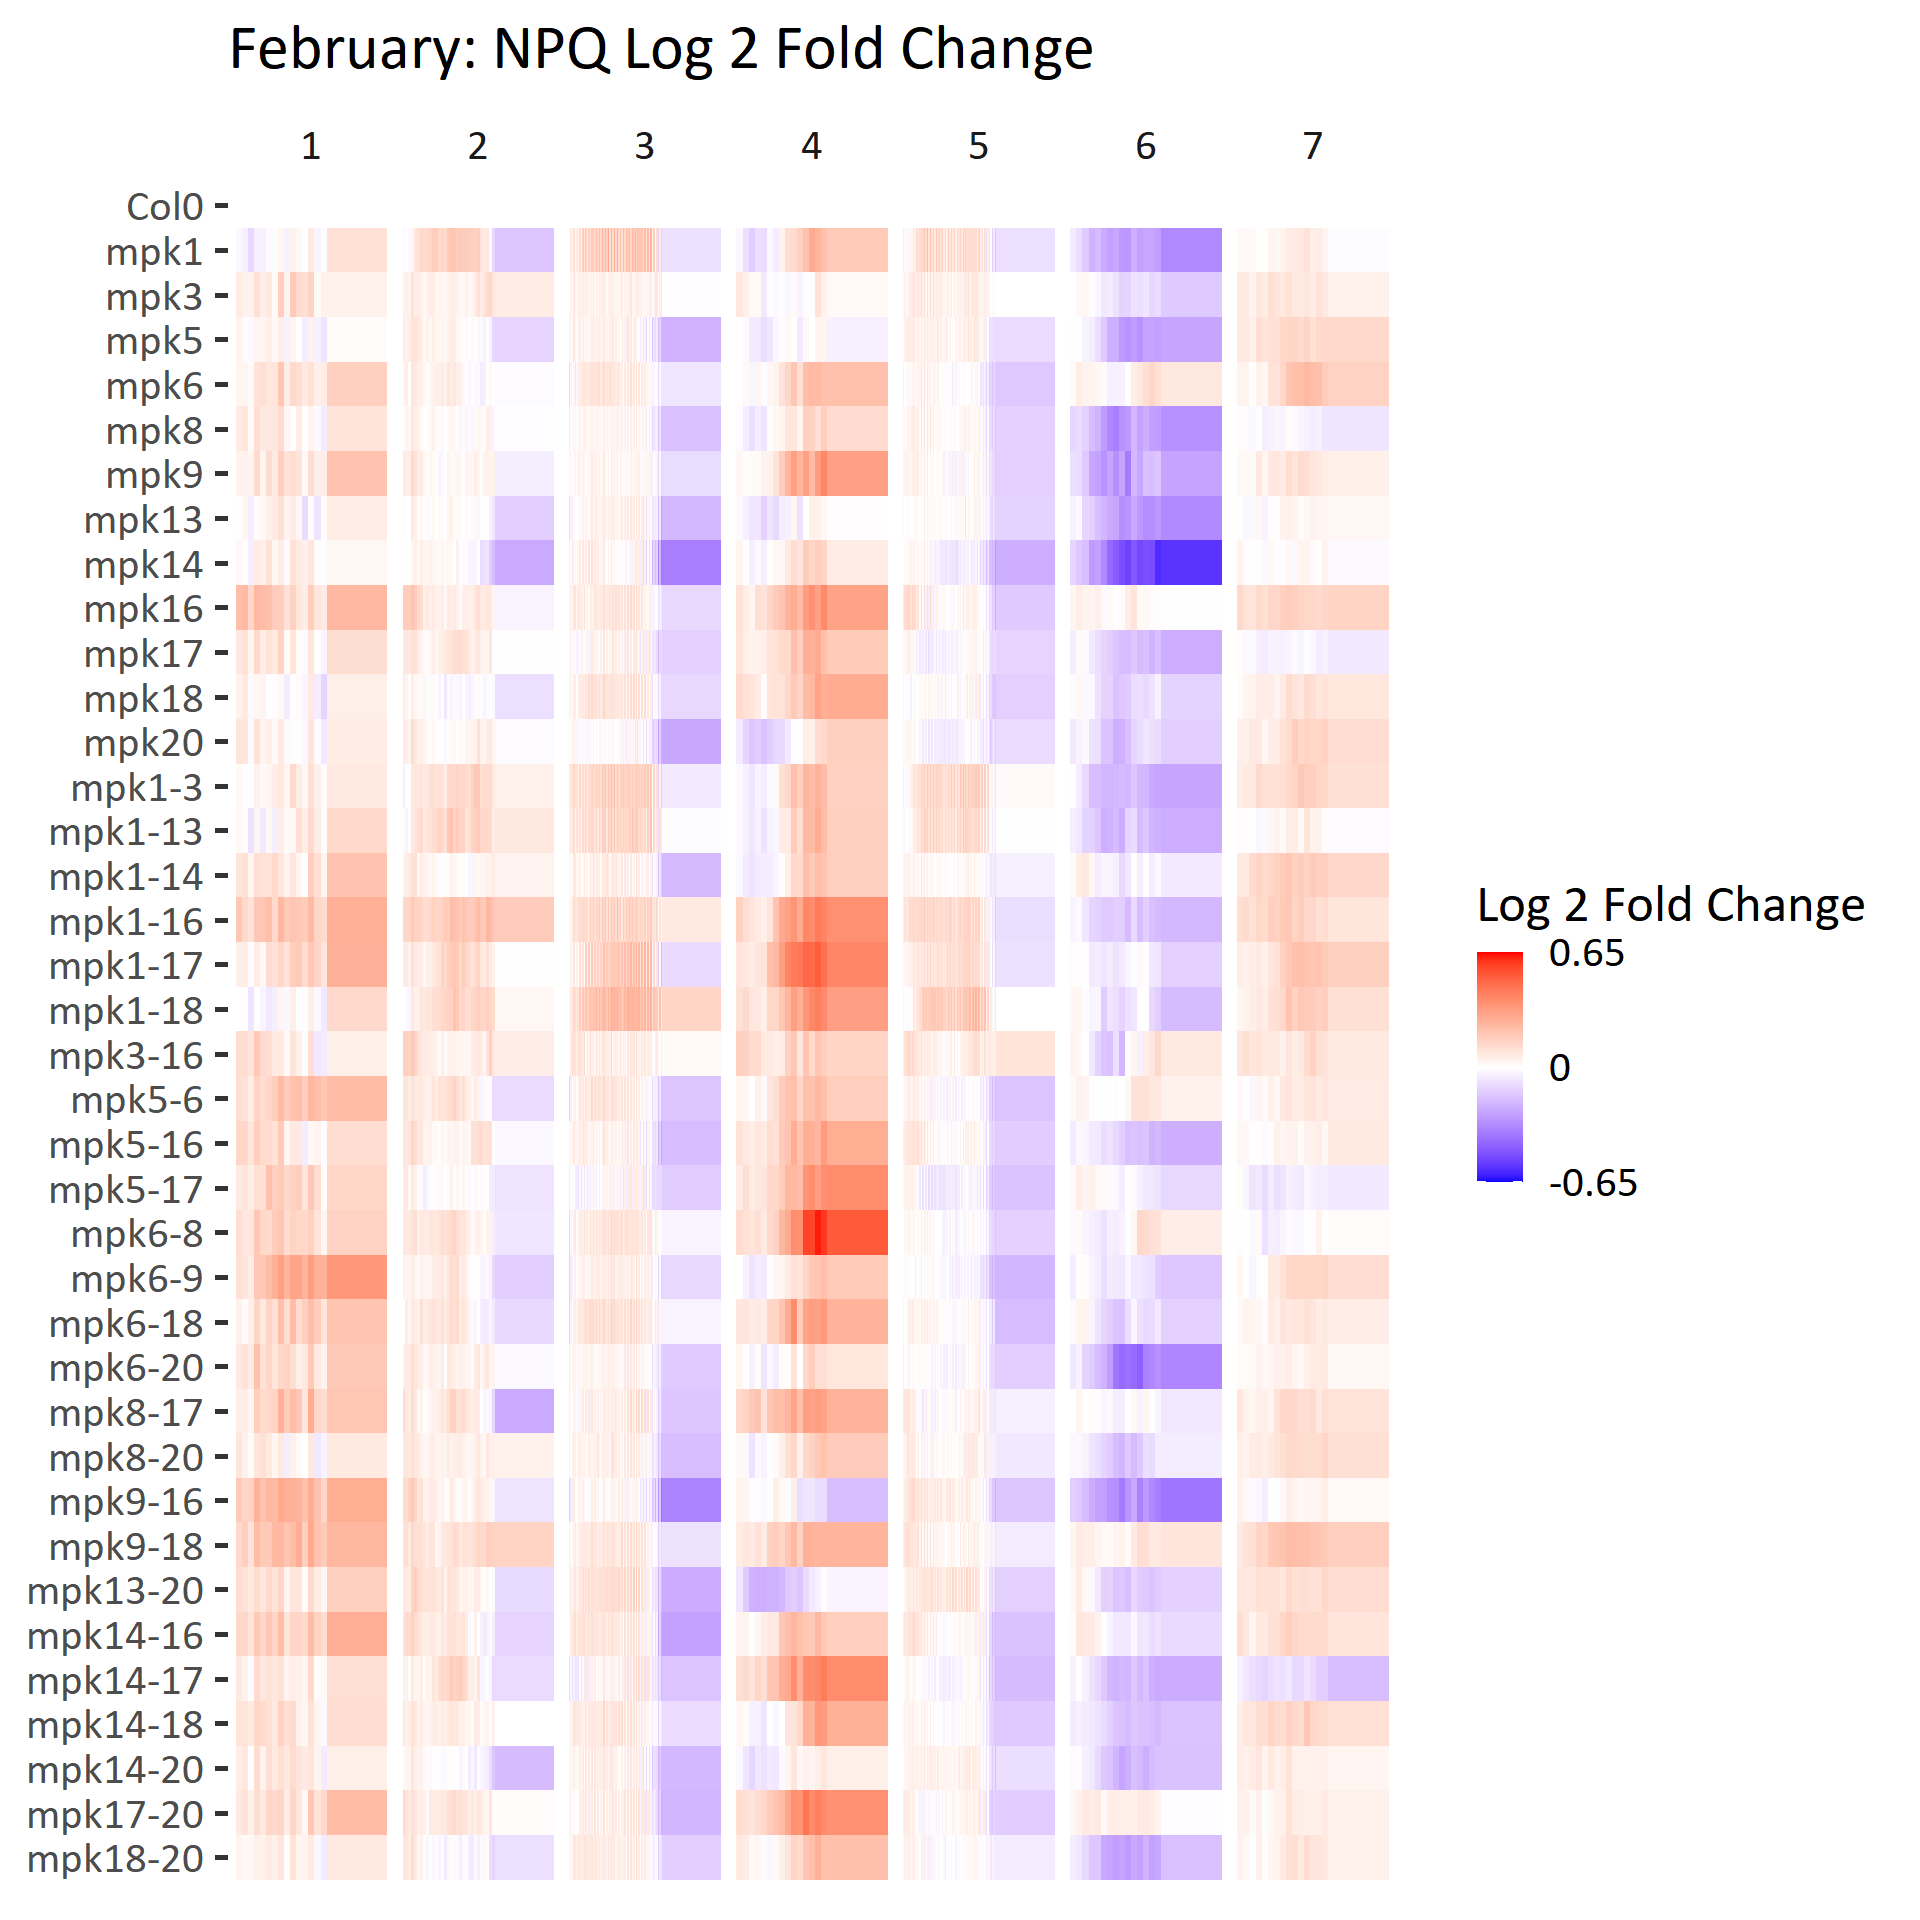 February: NPQ Log 2 Fold Change
1 2 3 4 5 6 7
Col0
mpk1
mpk3
mpk5
mpk6
mpk8
mpk9
mpk13
mpk14
mpk16
mpk17
mpk18
mpk20
mpk1-3
mpk1-13
mpk1-14
mpk1-16
mpk1-17
mpk1-18
mpk3-16
mpk5-6
mpk5-16
mpk5-17
mpk6-8
mpk6-9
mpk6-18
mpk6-20
mpk8-17
mpk8-20
mpk9-16
mpk9-18
mpk13-20
mpk14-16
mpk14-17
mpk14-18
mpk14-20
mpk17-20
mpk18-20
Log 2 Fold Change
0.65
0
-0.65